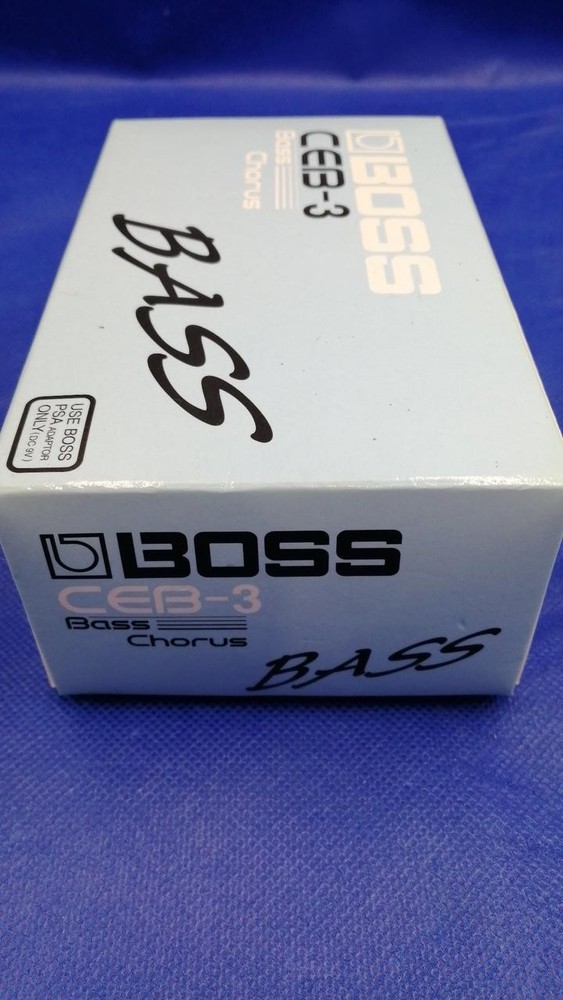 BOSS
CEB-3
Bass
Chorus
BASS
USE BOSS
PSA ADAPTOR
ONLY (DC 9V)
BOSS
CEB-3
Bass
Chorus
BASS